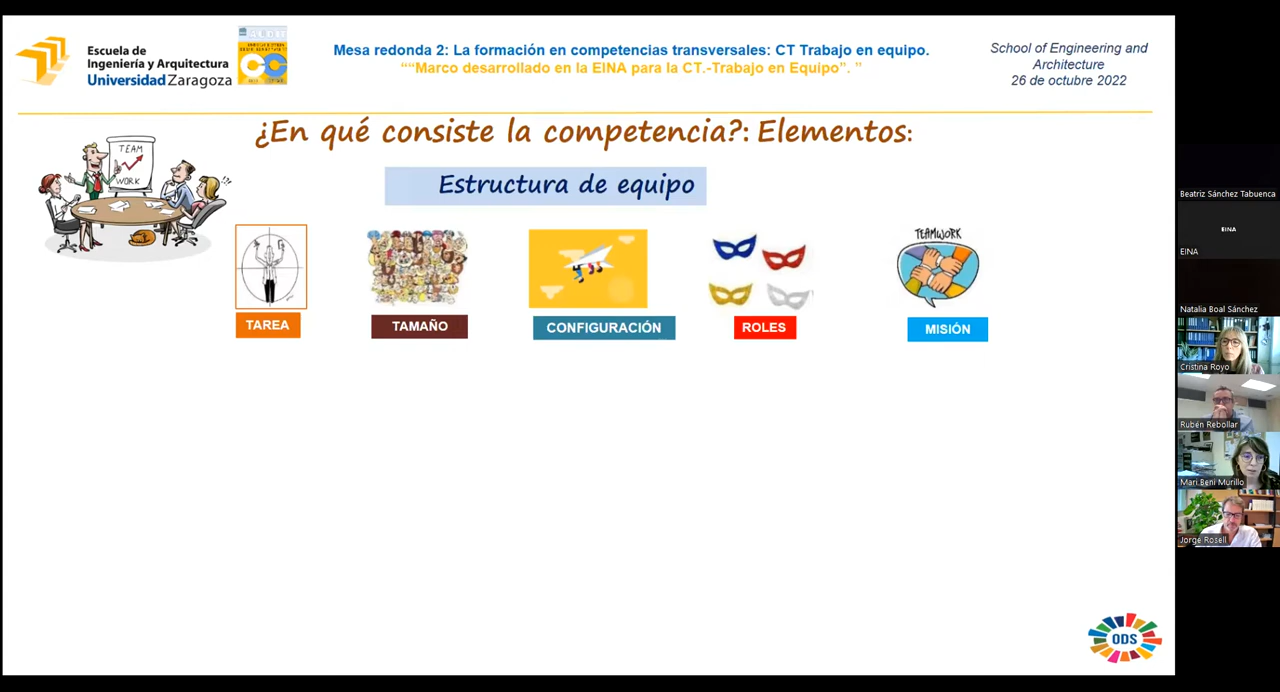 Escuela de
Ingeniería y Arquitectura
Universidad Zaragoza
Mesa redonda 2: La formación en competencias transversales: CT Trabajo en equipo.
““Marco desarrollado en la EINA para la CT.-Trabajo en Equipo”. ”
School of Engineering and
Architecture
26 de octubre 2022
¿En qué consiste la competencia?: Elementos:
TEAM
WORK
Estructura de equipo
TEAMWORK
TAREA
TAMAÑO
CONFIGURACIÓN
ROLES
MISIÓN
ODS
Beatriz Sánchez Tabuenca
EINA
EINA
Natalia Boal Sánchez
Cristina Royo
Rubén Rebollar
Mari.Beni Murillo
Jorge Rosell